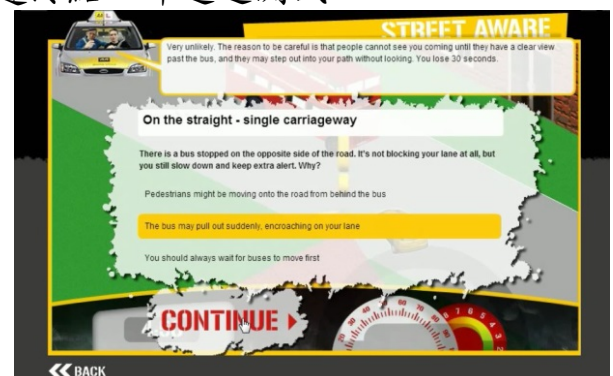 STREET AWARE
Very unlikely. The reason to be careful is that people cannot see you coming until they have a clear view
past the bus, and they may step out into your path without looking. You lose 30 seconds.
On the straight - single carriageway
There is a bus stopped on the opposite side of the road. It's not blocking your lane at all, but
you still slow down and keep extra alert. Why?
Pedestrians might be moving onto the road from behind the bus
The bus may pull out suddenly, encroaching on your lane
You should always wait for buses to move first
CONTINUE
BACK